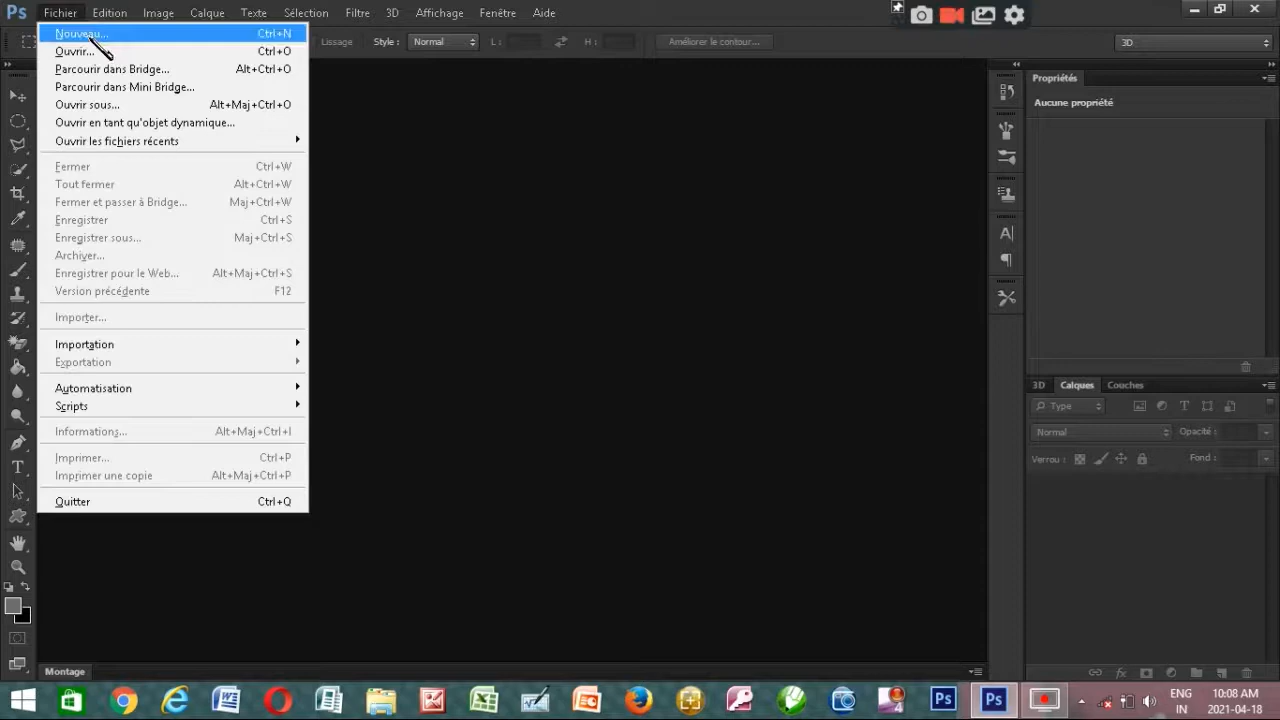 Ps Fichier Edition Image Calque Texte Sélection Filtre 3D Affichage Fenêtre Aide
Lissage Style : Normal L : H : Améliorer le contour... 3D
Nouveau... Ctrl+N
Ouvrir... Ctrl+O
Parcourir dans Bridge... Alt+Ctrl+O
Parcourir dans Mini Bridge...
Ouvrir sous... Alt+Maj+Ctrl+O
Ouvrir en tant qu'objet dynamique...
Ouvrir les fichiers récents
Fermer Ctrl+W
Tout fermer Alt+Ctrl+W
Fermer et passer à Bridge... Maj+Ctrl+W
Enregistrer Ctrl+S
Enregistrer sous... Maj+Ctrl+S
Archiver...
Enregistrer pour le Web... Alt+Maj+Ctrl+S
Version précédente F12
Importer...
Importation
Exportation
Automatisation
Scripts
Informations... Alt+Maj+Ctrl+I
Imprimer... Ctrl+P
Imprimer une copie Alt+Maj+Ctrl+P
Quitter Ctrl+Q
Propriétés
Aucune propriété
3D Calques Couches
Type
Normal Opacité :
Verrou : Fond :
Montage
ENG 10:08 AM
IN 2021-04-18